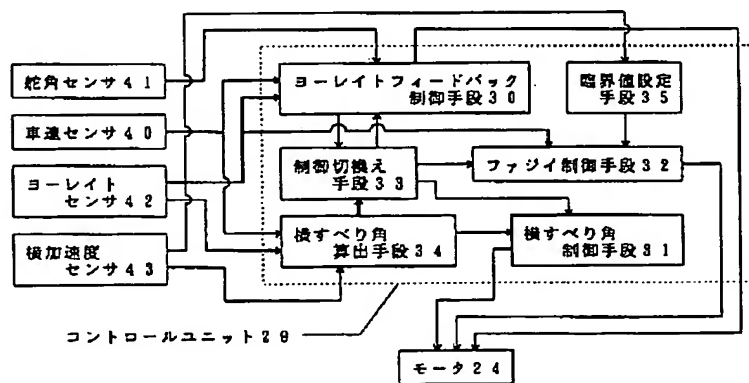 舵角センサ41
車速センサ40
ヨーレイト
センサ42
横加速度
センサ43
ヨーレイトフィードバック
制御手段30
臨界値設定
手段35
制御切換え
手段33
ファジイ制御手段32
横すべり角
算出手段34
横すべり角
制御手段31
コントロールユニット29
モータ24